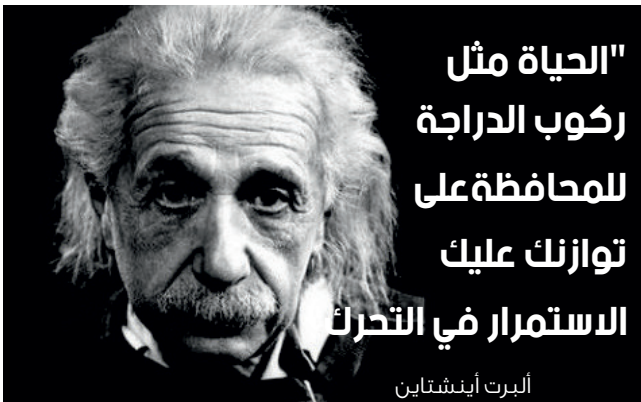 "الحياة مثل
ركوب الدراجة
للمحافظةعلى
توازنك عليك
الاستمرار في التحرك
ألبرت أينشتاين